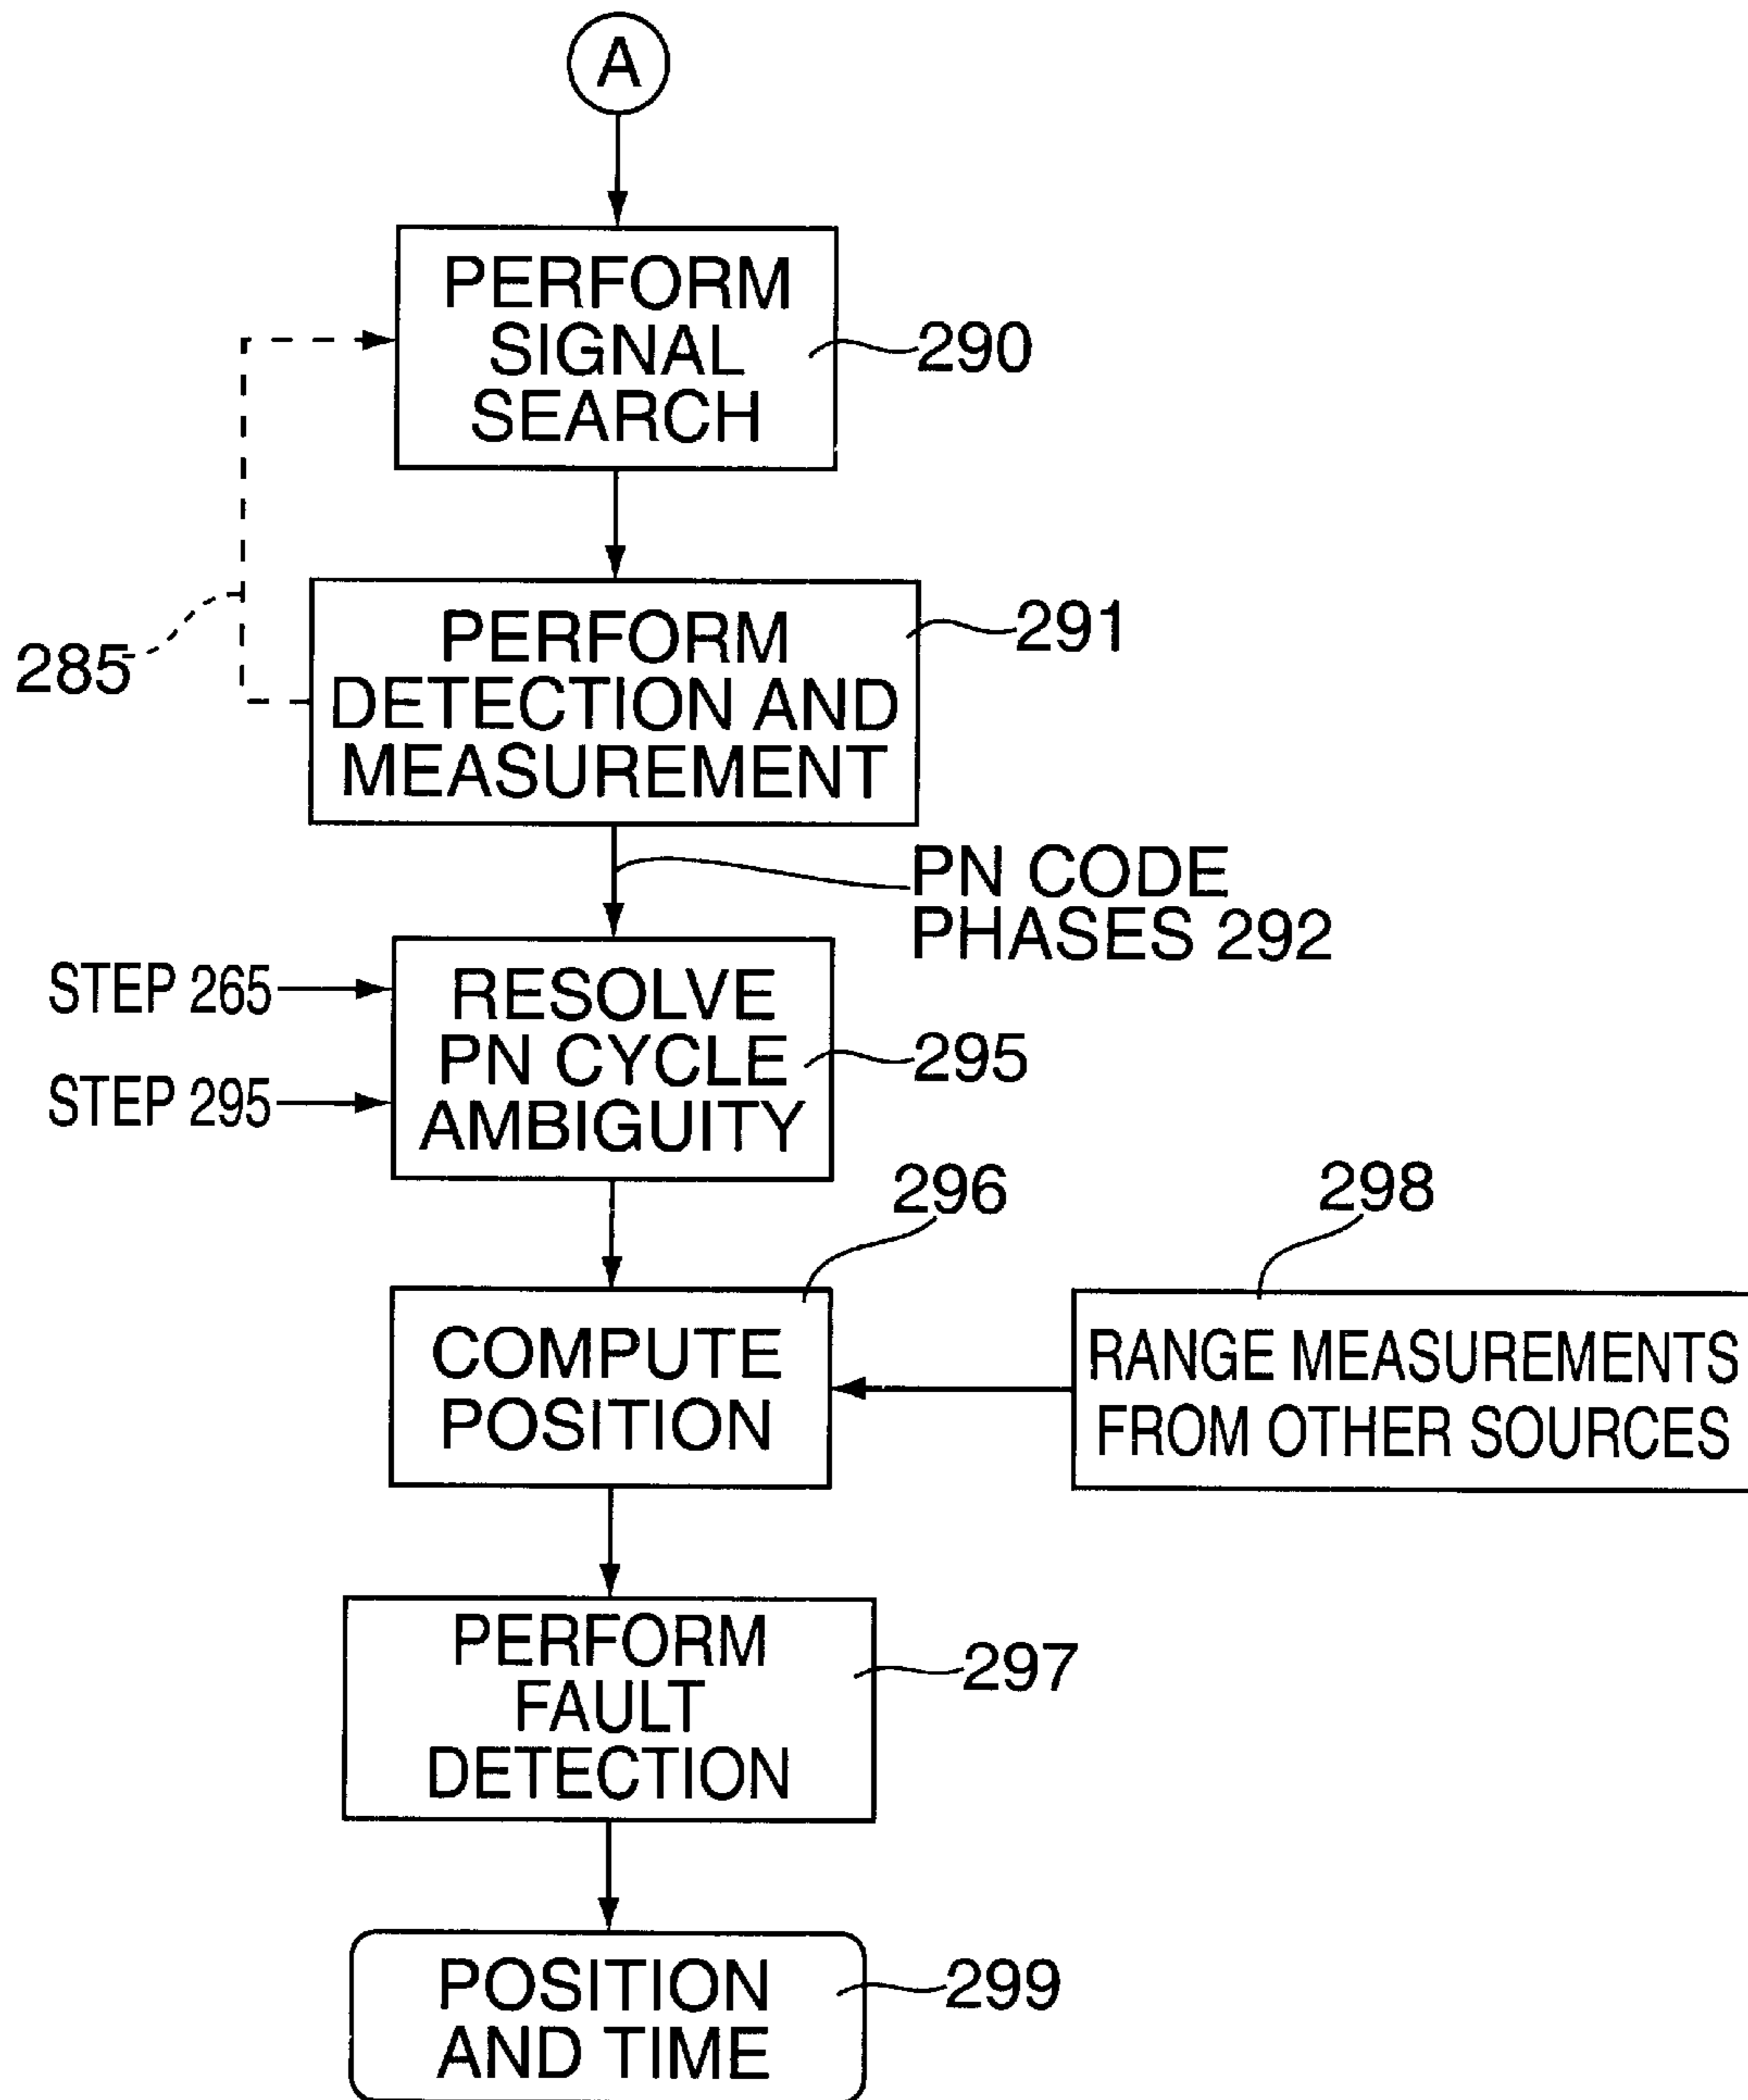 A
PERFORM
SIGNAL
SEARCH
290
285
PERFORM
DETECTION AND
MEASUREMENT
291
PN CODE
PHASES 292
STEP 265
STEP 295
RESOLVE
PN CYCLE
AMBIGUITY
295
296
298
COMPUTE
POSITION
RANGE MEASUREMENTS
FROM OTHER SOURCES
PERFORM
FAULT
DETECTION
297
POSITION
AND TIME
299